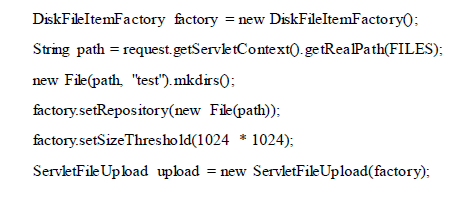 DiskFileItemFactory factory = new DiskFileItemFactory();
String path = request.getServletContext().getRealPath(FILES);
new File(path, "test").mkdirs();
factory.setRepository(new File(path));
factory.setSizeThreshold(1024 * 1024);
ServletFileUpload upload = new ServletFileUpload(factory);